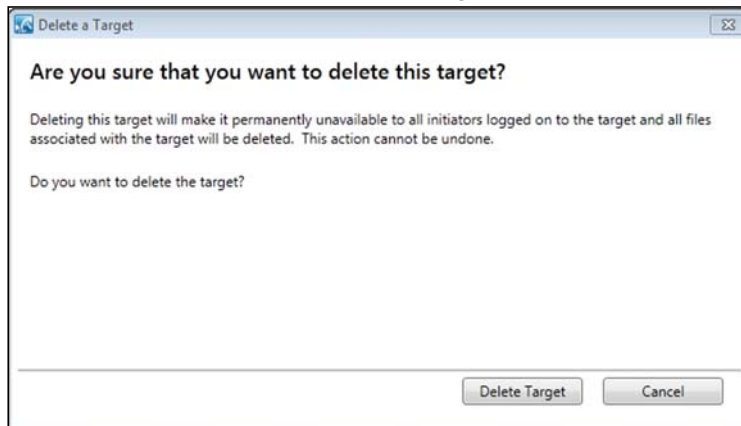 Delete a Target
Are you sure that you want to delete this target?
Deleting this target will make it permanently unavailable to all initiators logged on to the target and all files
associated with the target will be deleted. This action cannot be undone.
Do you want to delete the target?
Delete Target Cancel